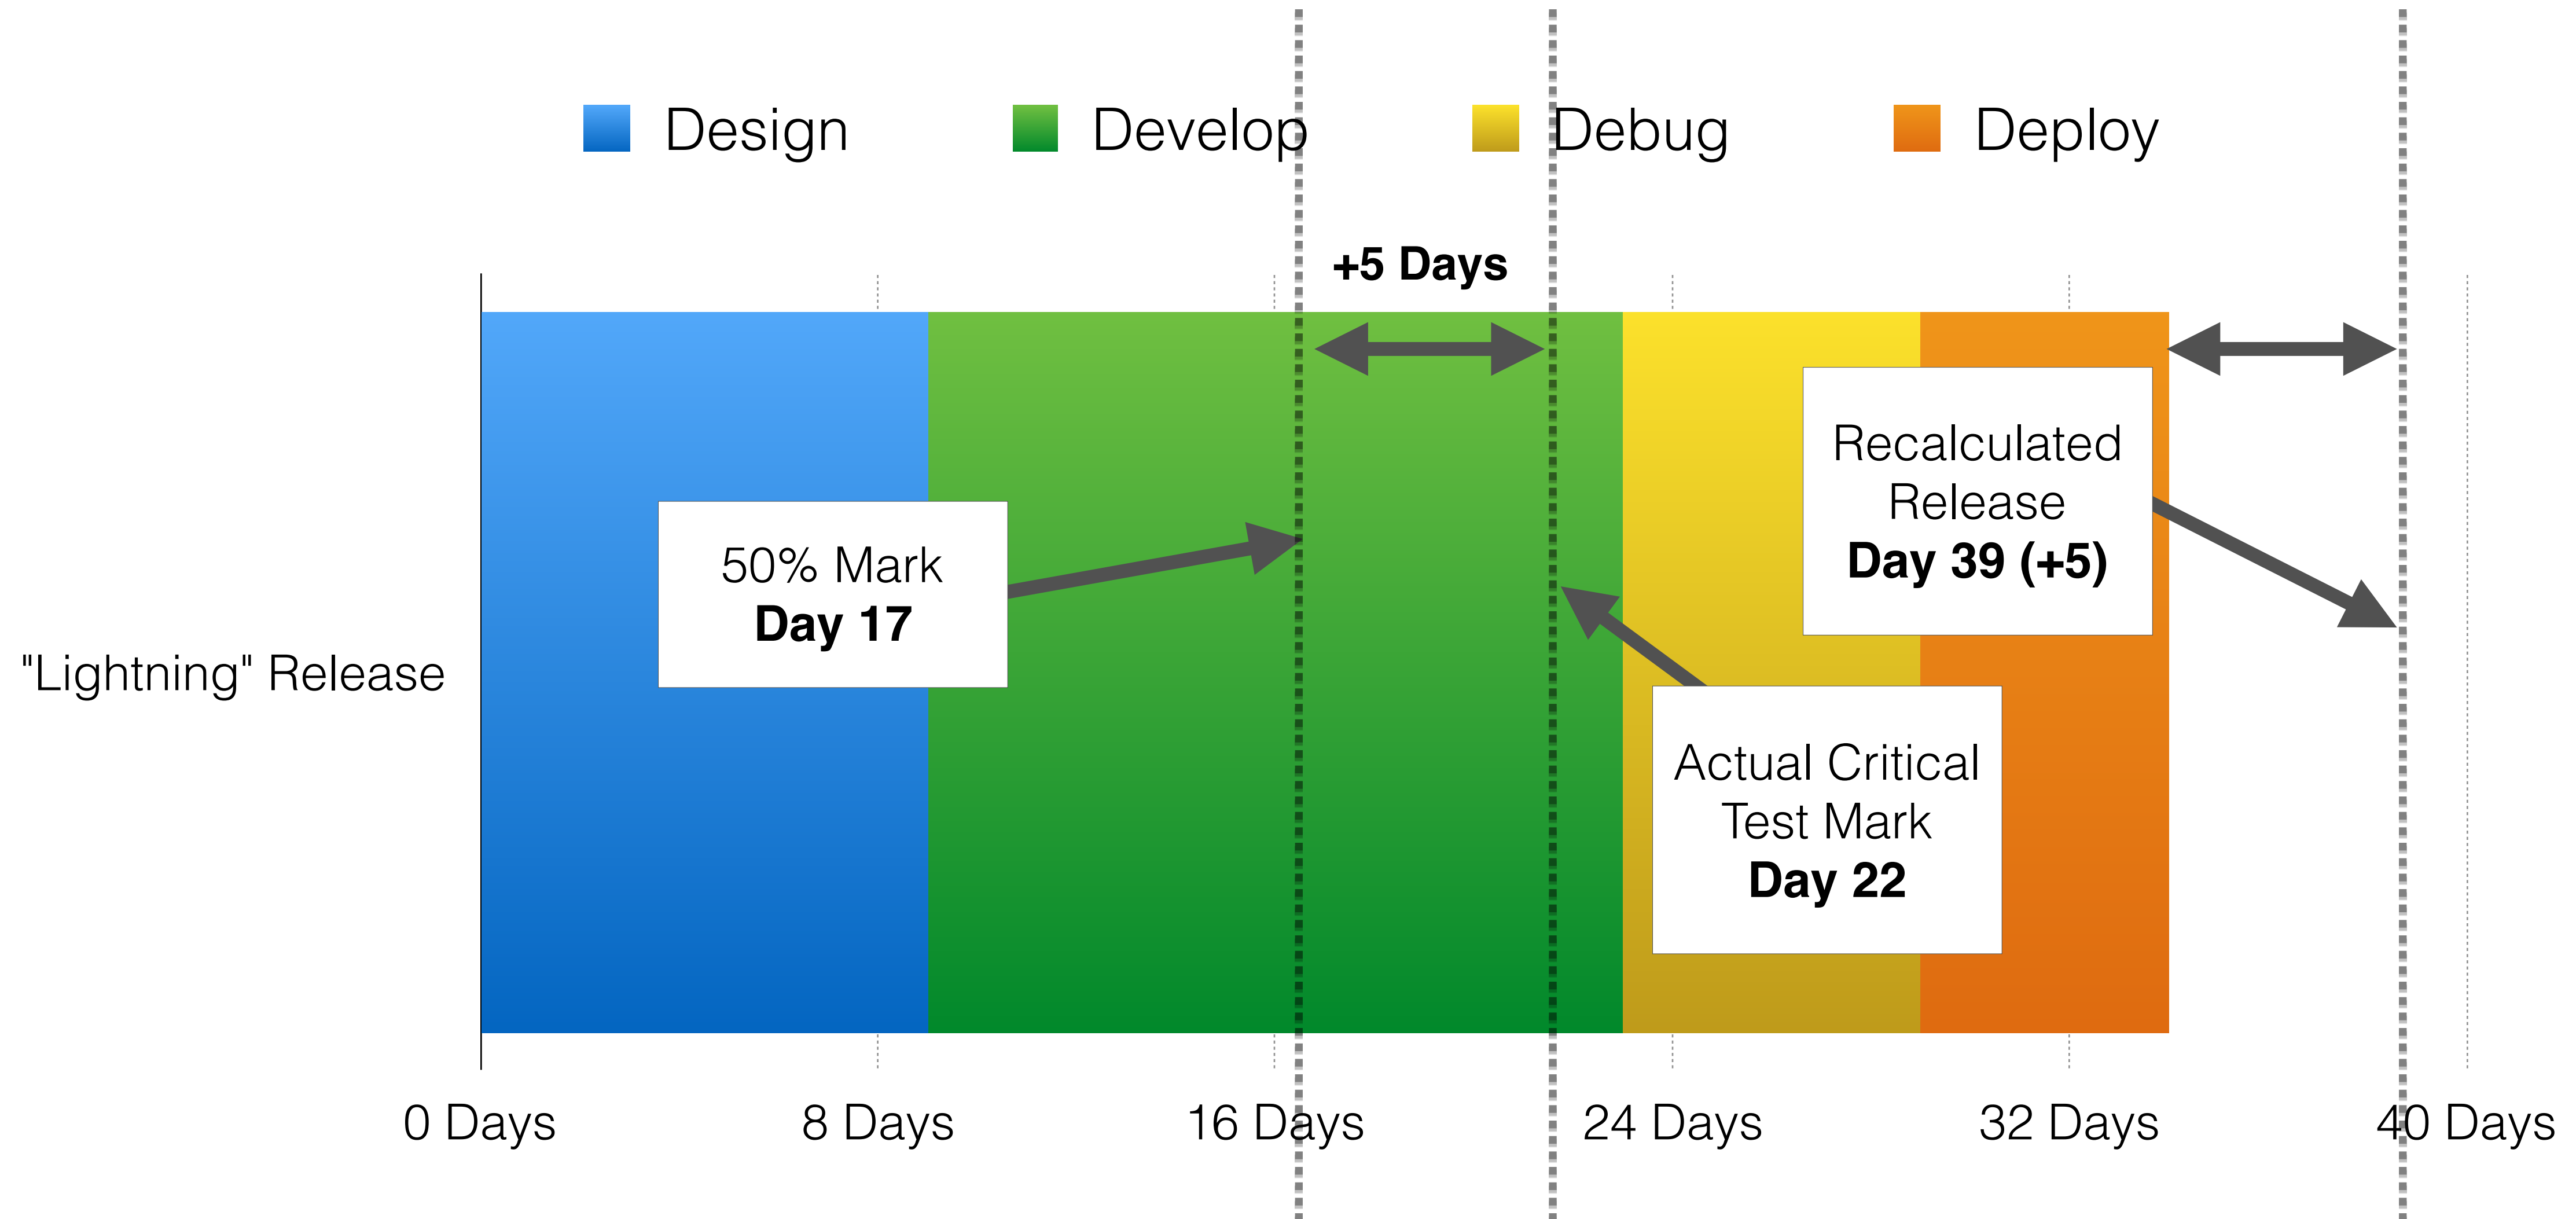 Design
Develop
Debug
Deploy
+5 Days
Recalculated
Release
Day 39 (+5)
50% Mark
Day 17
"Lightning" Release
Actual Critical
Test Mark
Day 22
0 Days
8 Days
16 Days
24 Days
32 Days
40 Days